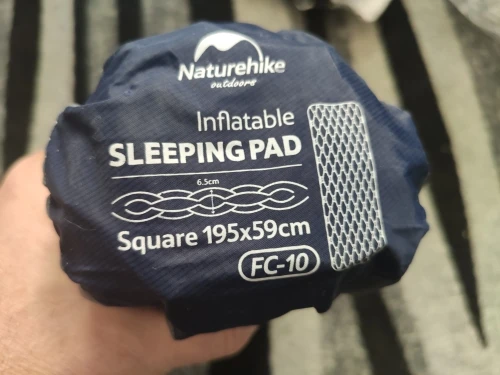 Naturehike
outdoors
Inflatable
SLEEPING PAD
6.5cm
Square 195x59cm
FC-10